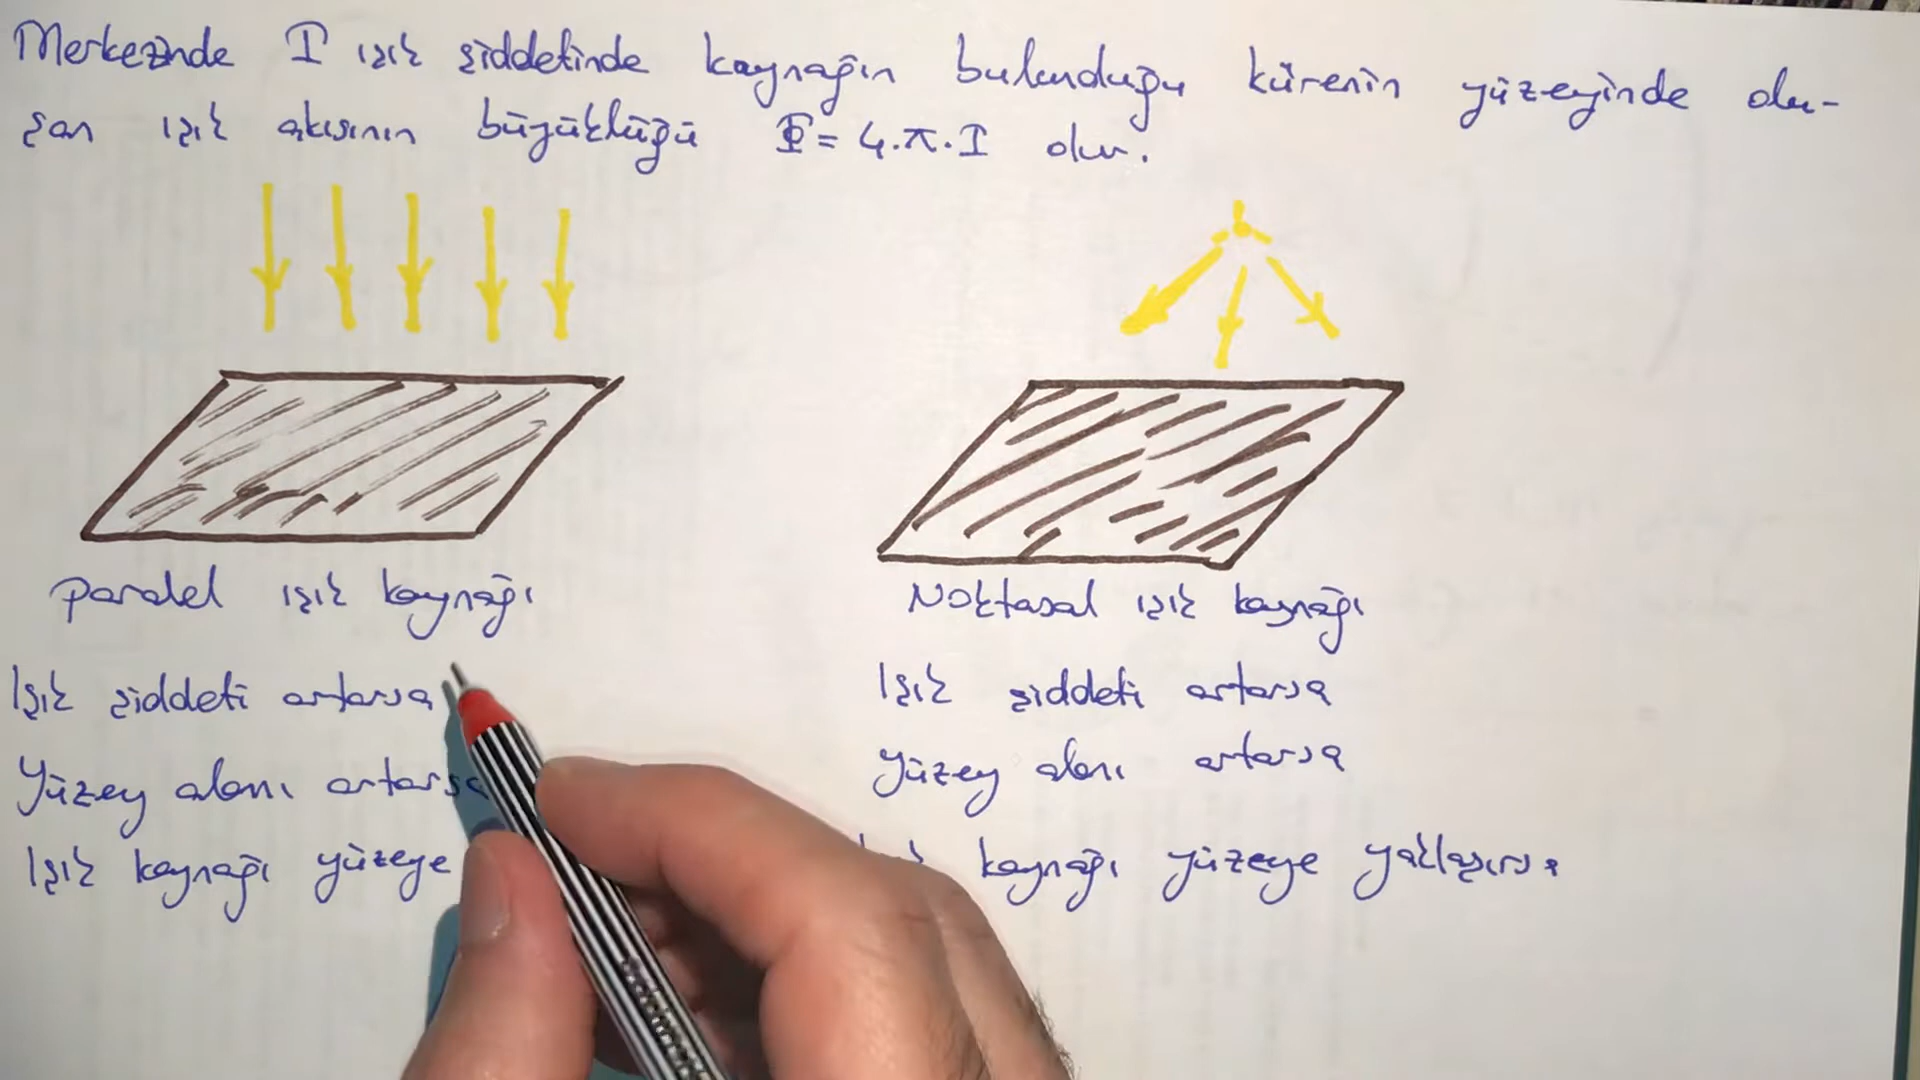 Merkezinde I ışık şiddetinde kaynağın bulunduğu kürenin yüzeyinde olu-
şan ışık akısının büyüklüğü Φ = 4.π.I olur.
Paralel ışık kaynağı
Işık şiddeti artarsa
Yüzey alanı artarsa
Işık kaynağı yüzeye
Noktasal ışık kaynağı
Işık şiddeti artarsa
Yüzey alanı artarsa
kaynağı yüzeye yaklaşırsa